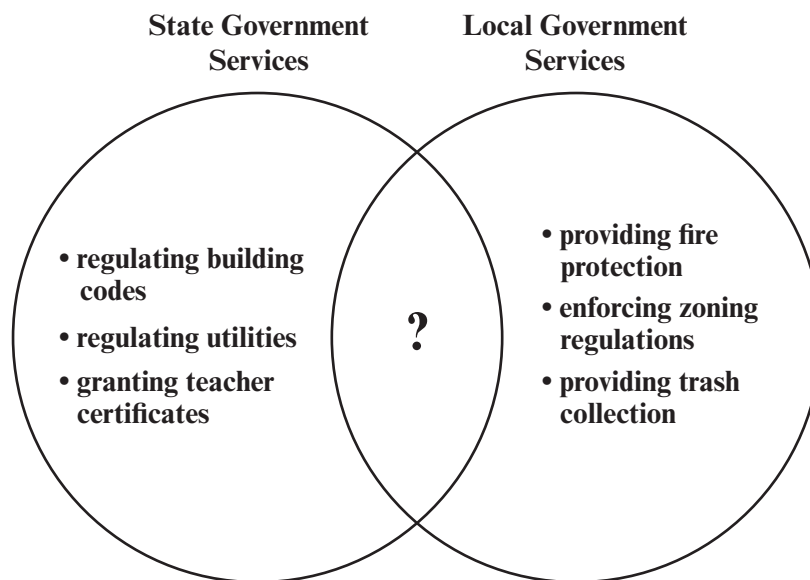 State Government
Services
Local Government
Services
• regulating building
codes
• regulating utilities
• granting teacher
certificates
?
• providing fire
protection
• enforcing zoning
regulations
• providing trash
collection